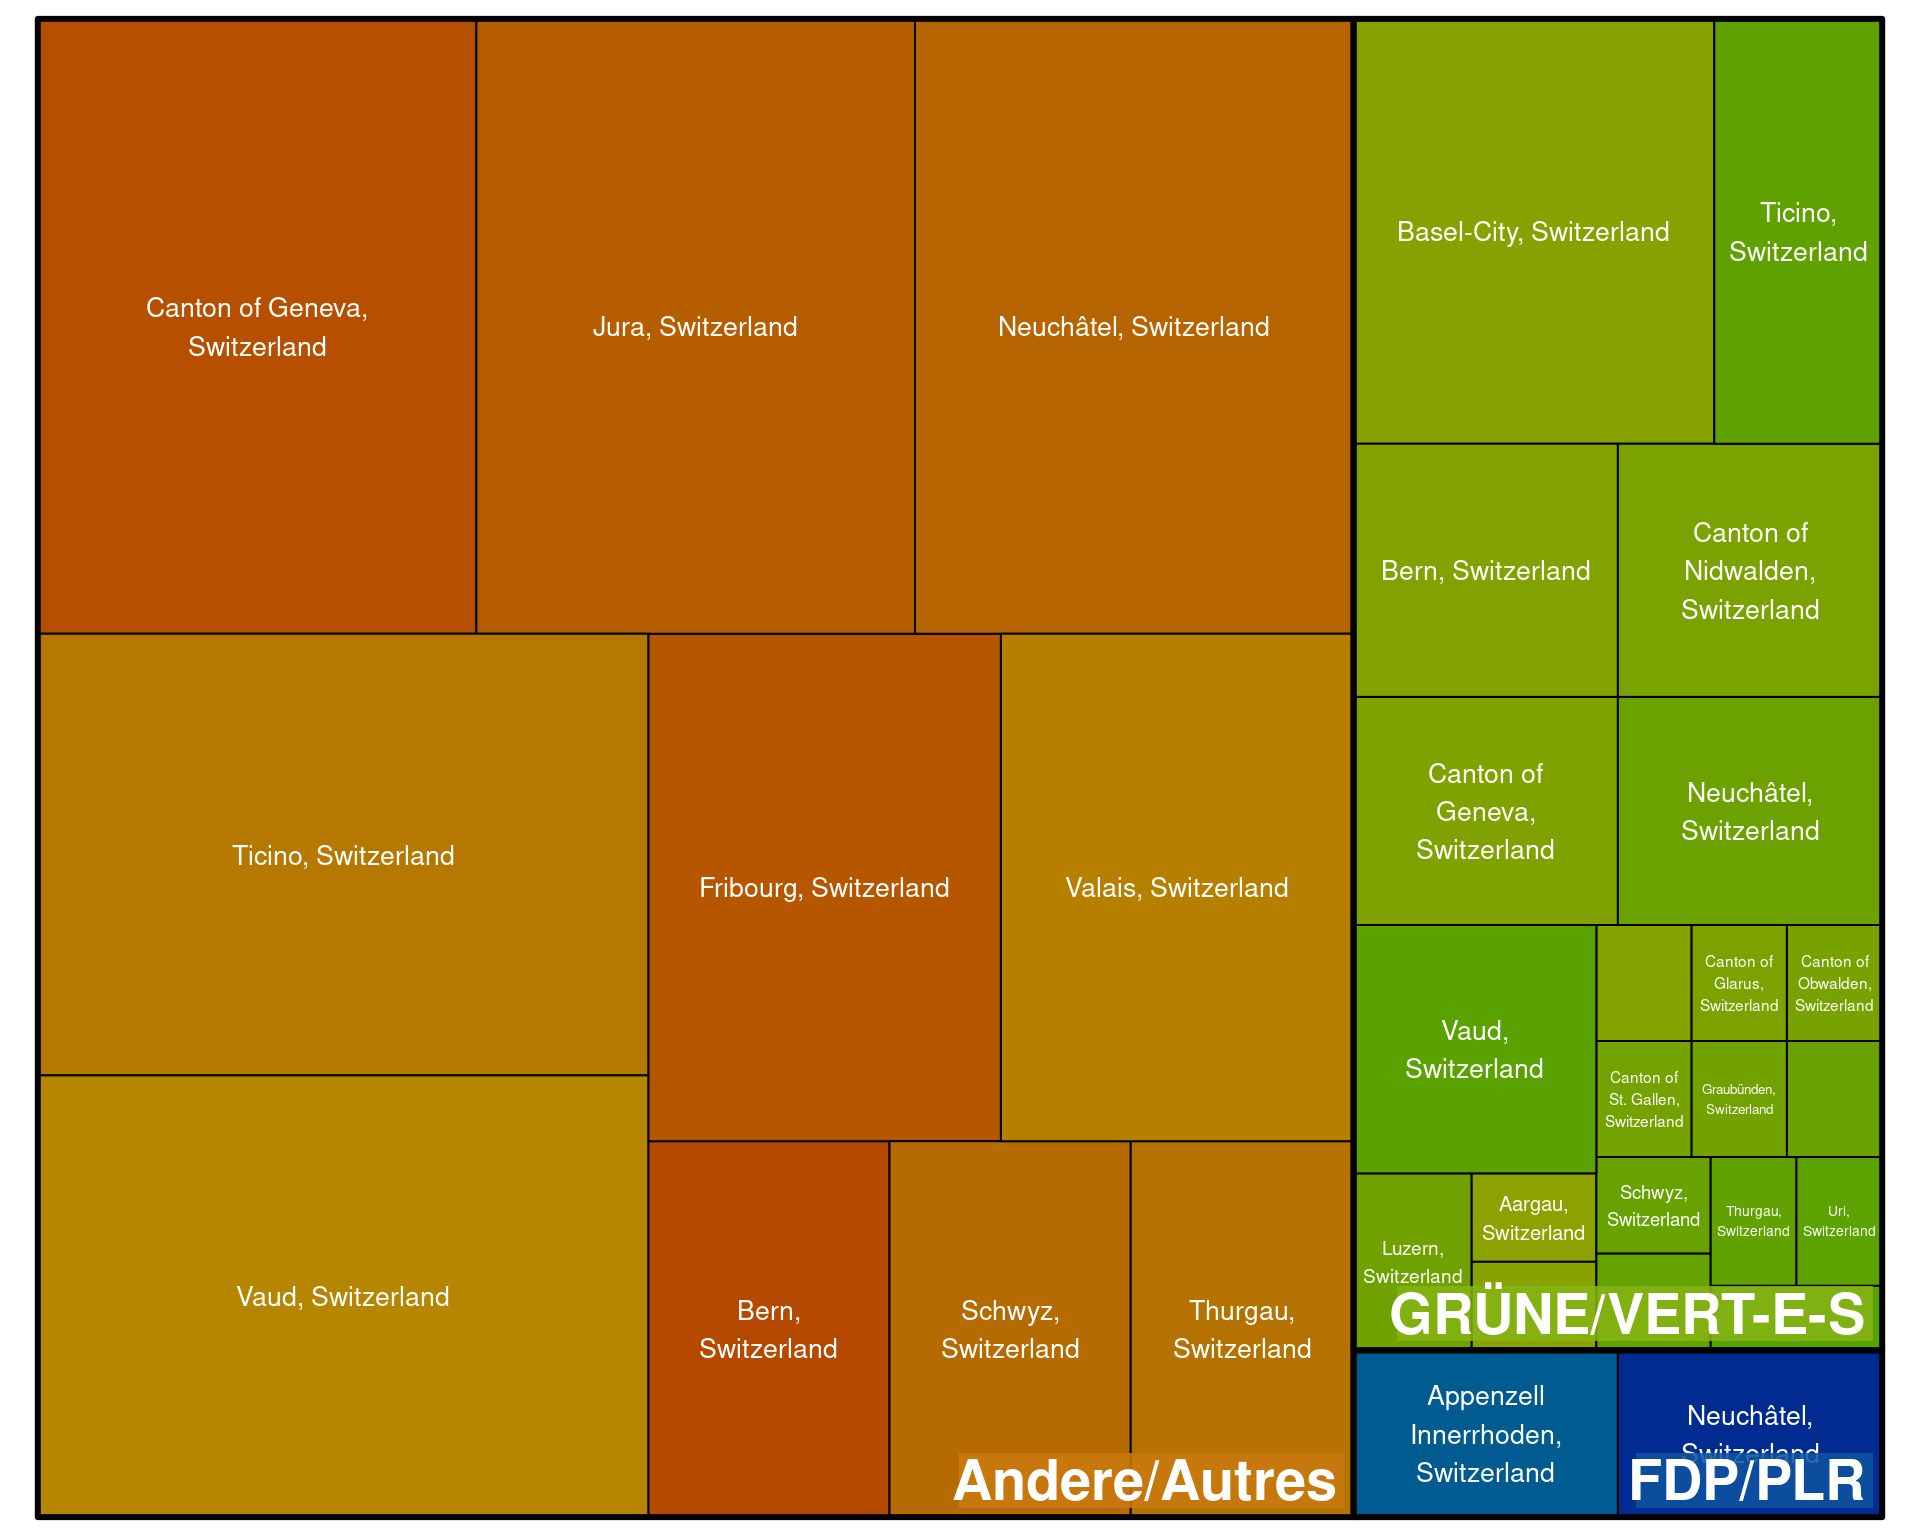 Canton of Geneva,
Switzerland
Jura, Switzerland
Neuchâtel, Switzerland
Ticino, Switzerland
Vaud, Switzerland
Fribourg, Switzerland
Valais, Switzerland
Bern,
Switzerland
Schwyz,
Switzerland
Thurgau,
Switzerland
Andere/Autres
Basel-City, Switzerland
Ticino,
Switzerland
Bern, Switzerland
Canton of
Nidwalden,
Switzerland
Canton of
Geneva,
Switzerland
Neuchâtel,
Switzerland
Vaud,
Switzerland
Canton of
Glarus,
Switzerland
Canton of
Obwalden,
Switzerland
Canton of
St. Gallen,
Switzerland
Graubünden,
Switzerland
Luzern,
Switzerland
Aargau,
Switzerland
Schwyz,
Switzerland
Thurgau,
Switzerland
Uri,
Switzerland
GRÜNE/VERT-E-S
Appenzell
Innerrhoden,
Switzerland
Neuchâtel,
Switzerland
FDP/PLR